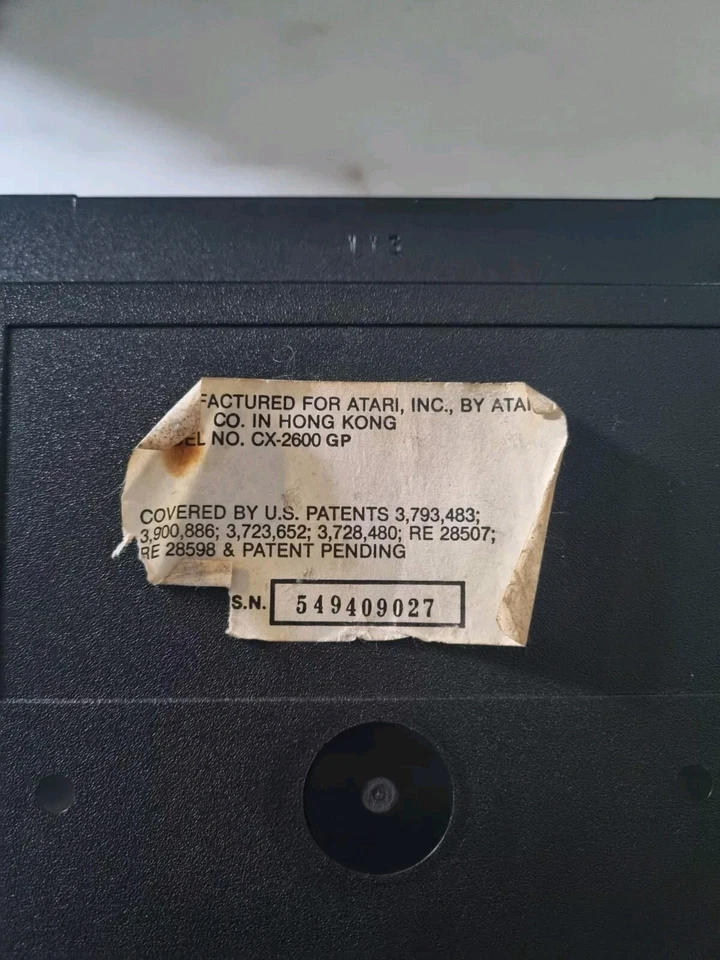 FACTURED FOR ATARI, INC., BY ATAI
CO. IN HONG KONG
EL NO. CX-2600 GP
COVERED BY U.S. PATENTS 3,793,483;
3,900,886; 3,723,652; 3,728,480; RE 28507;
RE 28598 & PATENT PENDING
S.N. 549409027